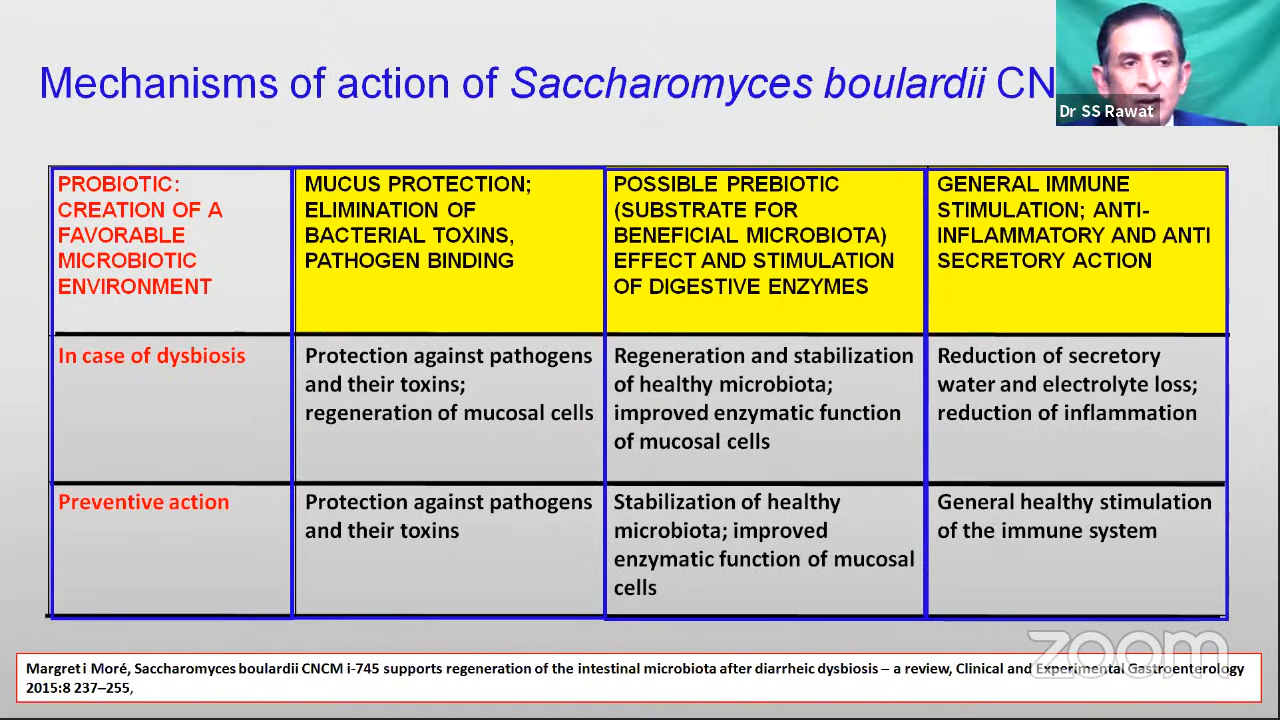 Mechanisms of action of Saccharomyces boulardii CN
Dr SS Rawat
PROBIOTIC:
CREATION OF A
FAVORABLE
MICROBIOTIC
ENVIRONMENT
MUCUS PROTECTION;
ELIMINATION OF
BACTERIAL TOXINS,
PATHOGEN BINDING
POSSIBLE PREBIOTIC
(SUBSTRATE FOR
BENEFICIAL MICROBIOTA)
EFFECT AND STIMULATION
OF DIGESTIVE ENZYMES
GENERAL IMMUNE
STIMULATION; ANTI-
INFLAMMATORY AND ANTI
SECRETORY ACTION
In case of dysbiosis
Protection against pathogens
and their toxins;
regeneration of mucosal cells
Regeneration and stabilization
of healthy microbiota;
improved enzymatic function
of mucosal cells
Reduction of secretory
water and electrolyte loss;
reduction of inflammation
Preventive action
Protection against pathogens
and their toxins
Stabilization of healthy
microbiota; improved
enzymatic function of mucosal
cells
General healthy stimulation
of the immune system
zoom
Margret i Moré, Saccharomyces boulardii CNCM i-745 supports regeneration of the intestinal microbiota after diarrheic dysbiosis – a review, Clinical and Experimental Gastroenterology
2015:8 237–255,